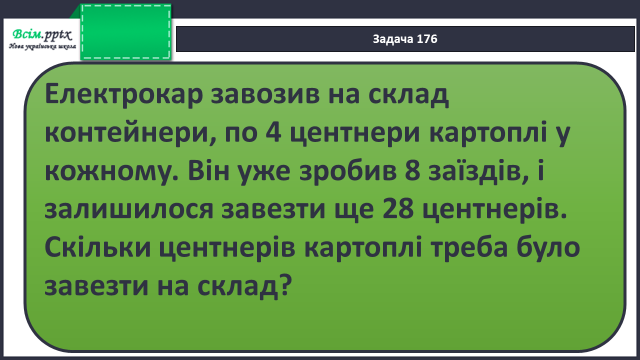 Всім.pptx
Нова українська школа
Задача 176
Електрокар завозив на склад
контейнери, по 4 центнери картоплі у
кожному. Він уже зробив 8 заїздів, і
залишилося завезти ще 28 центнерів.
Скільки центнерів картоплі треба було
завезти на склад?